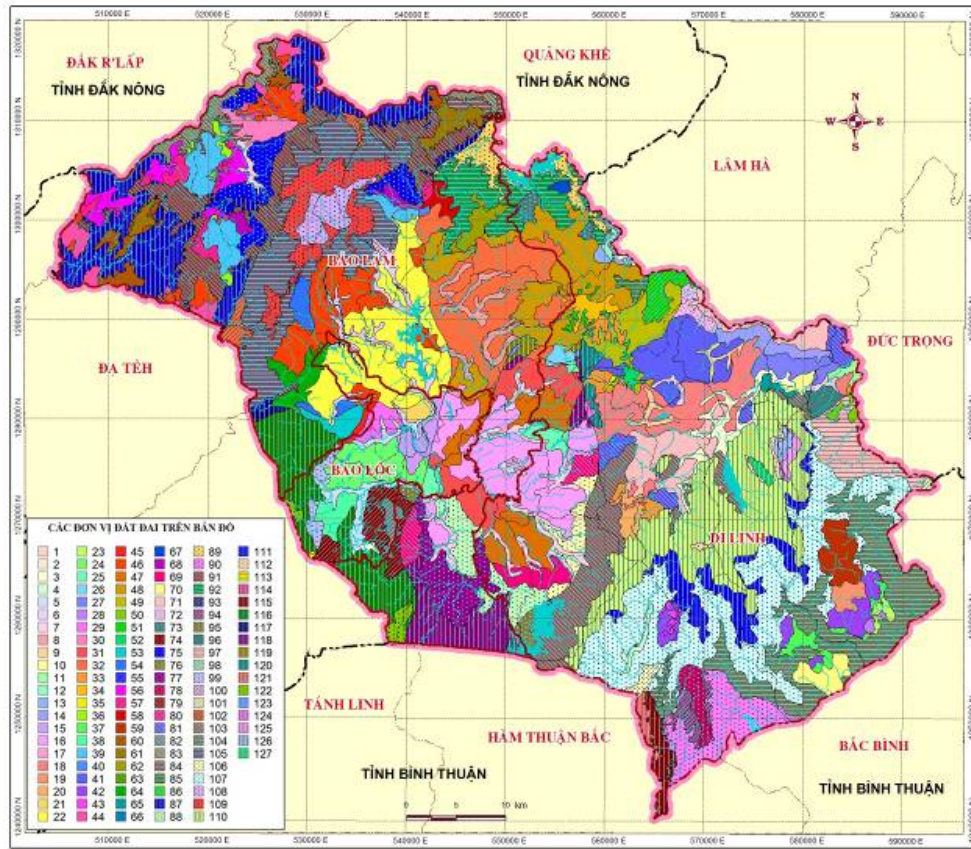 510000 E
520000 E
530000 E
540000 E
550000 E
560000 E
570000 E
580000 E
590000 E
ĐẮK R'LẤP
TỈNH ĐẮK NÔNG
QUẢNG KHÊ
TỈNH ĐẮK NÔNG
N
W E
S
LÂM HÀ
BẢO LÂM
ĐỨC TRỌNG
ĐẠ TẺH
BẢO LỘC
DI LINH
CÁC ĐƠN VỊ ĐẤT ĐAI TRÊN BẢN ĐỒ
1 23 45 67 89 111
2 24 46 68 90 112
3 25 47 69 91 113
4 26 48 70 92 114
5 27 49 71 93 115
6 28 50 72 94 116
7 29 51 73 95 117
8 30 52 74 96 118
9 31 53 75 97 119
10 32 54 76 98 120
11 33 55 77 99 121
12 34 56 78 100 122
13 35 57 79 101 123
14 36 58 80 102 124
15 37 59 81 103 125
16 38 60 82 104 126
17 39 61 83 105 127
18 40 62 84 106
19 41 63 85 107
20 42 64 86 108
21 43 65 87 109
22 44 66 88 110
TÁNH LINH
HÀM THUẬN BẮC
BẮC BÌNH
TỈNH BÌNH THUẬN
TỈNH BÌNH THUẬN
0 5 10 km
510000 E
520000 E
530000 E
540000 E
550000 E
560000 E
570000 E
580000 E
590000 E